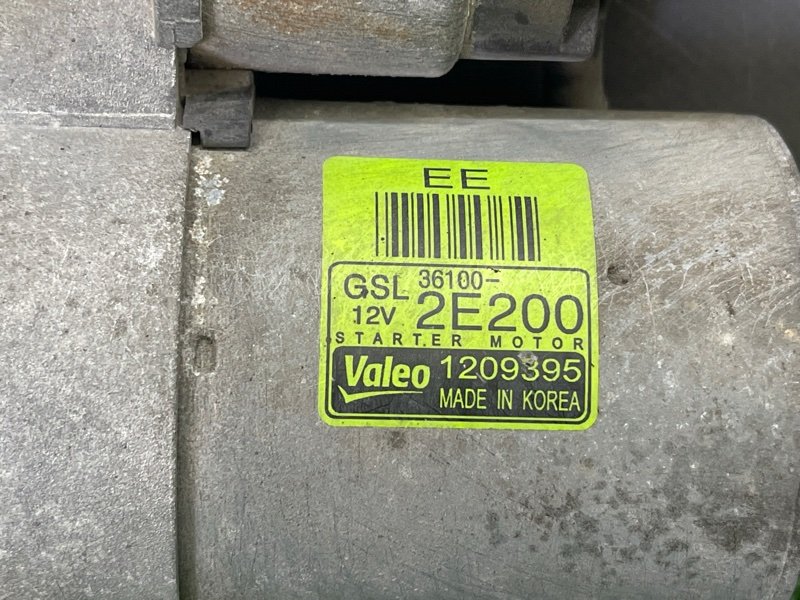 EE
GSL 36100-
12V 2E200
STARTER MOTOR
Valeo 1209395
MADE IN KOREA